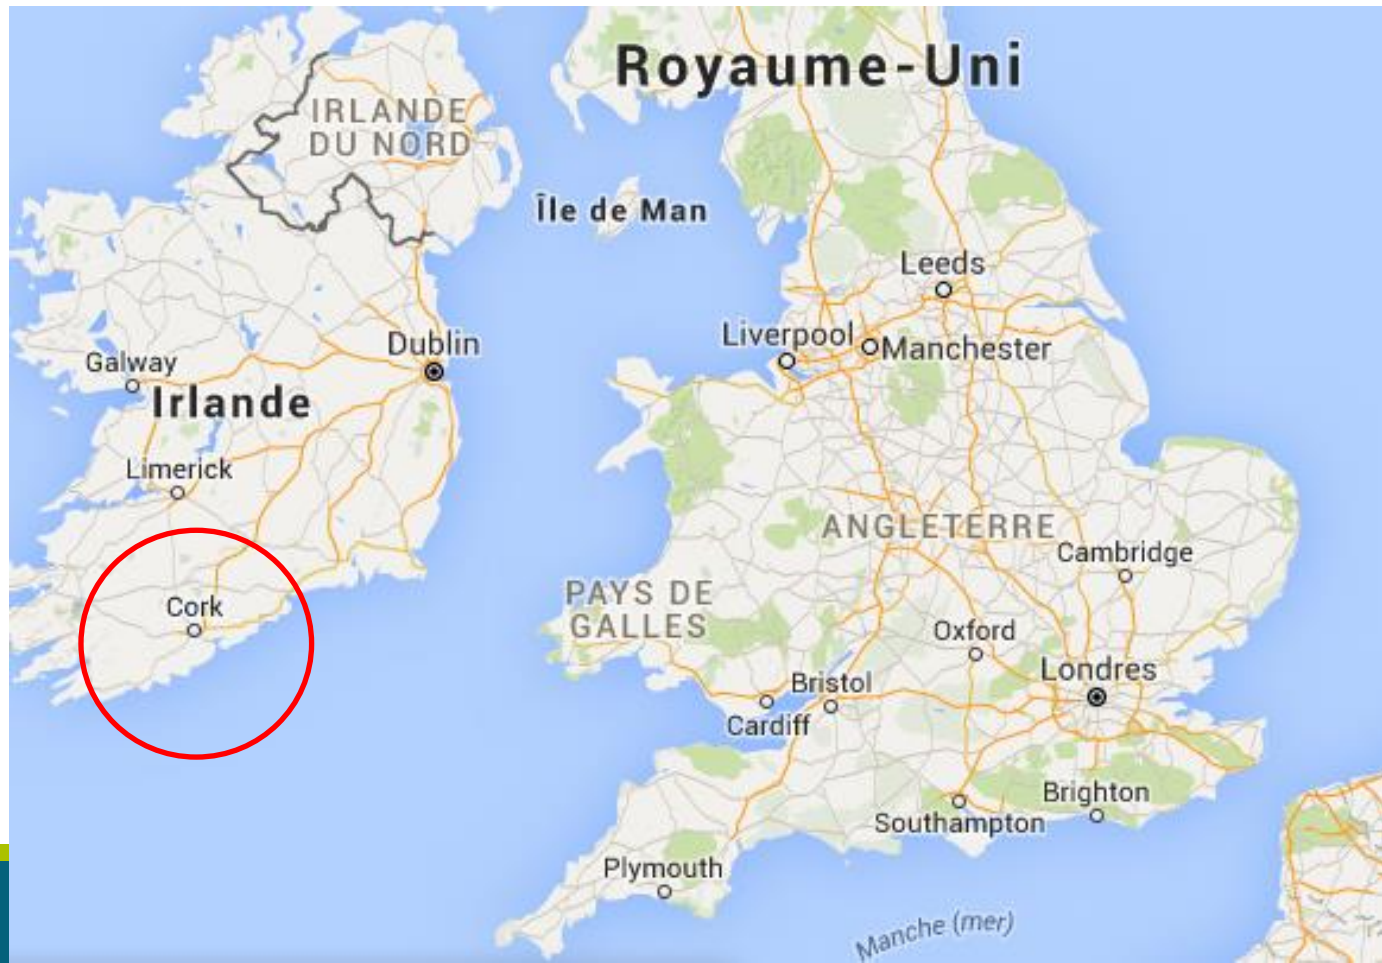 Royaume-Uni
IRLANDE
DU NORD
Île de Man
Leeds
Liverpool
Manchester
Dublin
Galway
Irlande
Limerick
ANGLETERRE
Cambridge
PAYS DE
GALLES
Cork
Oxford
Londres
Bristol
Cardiff
Brighton
Southampton
Plymouth
Manche (mer)